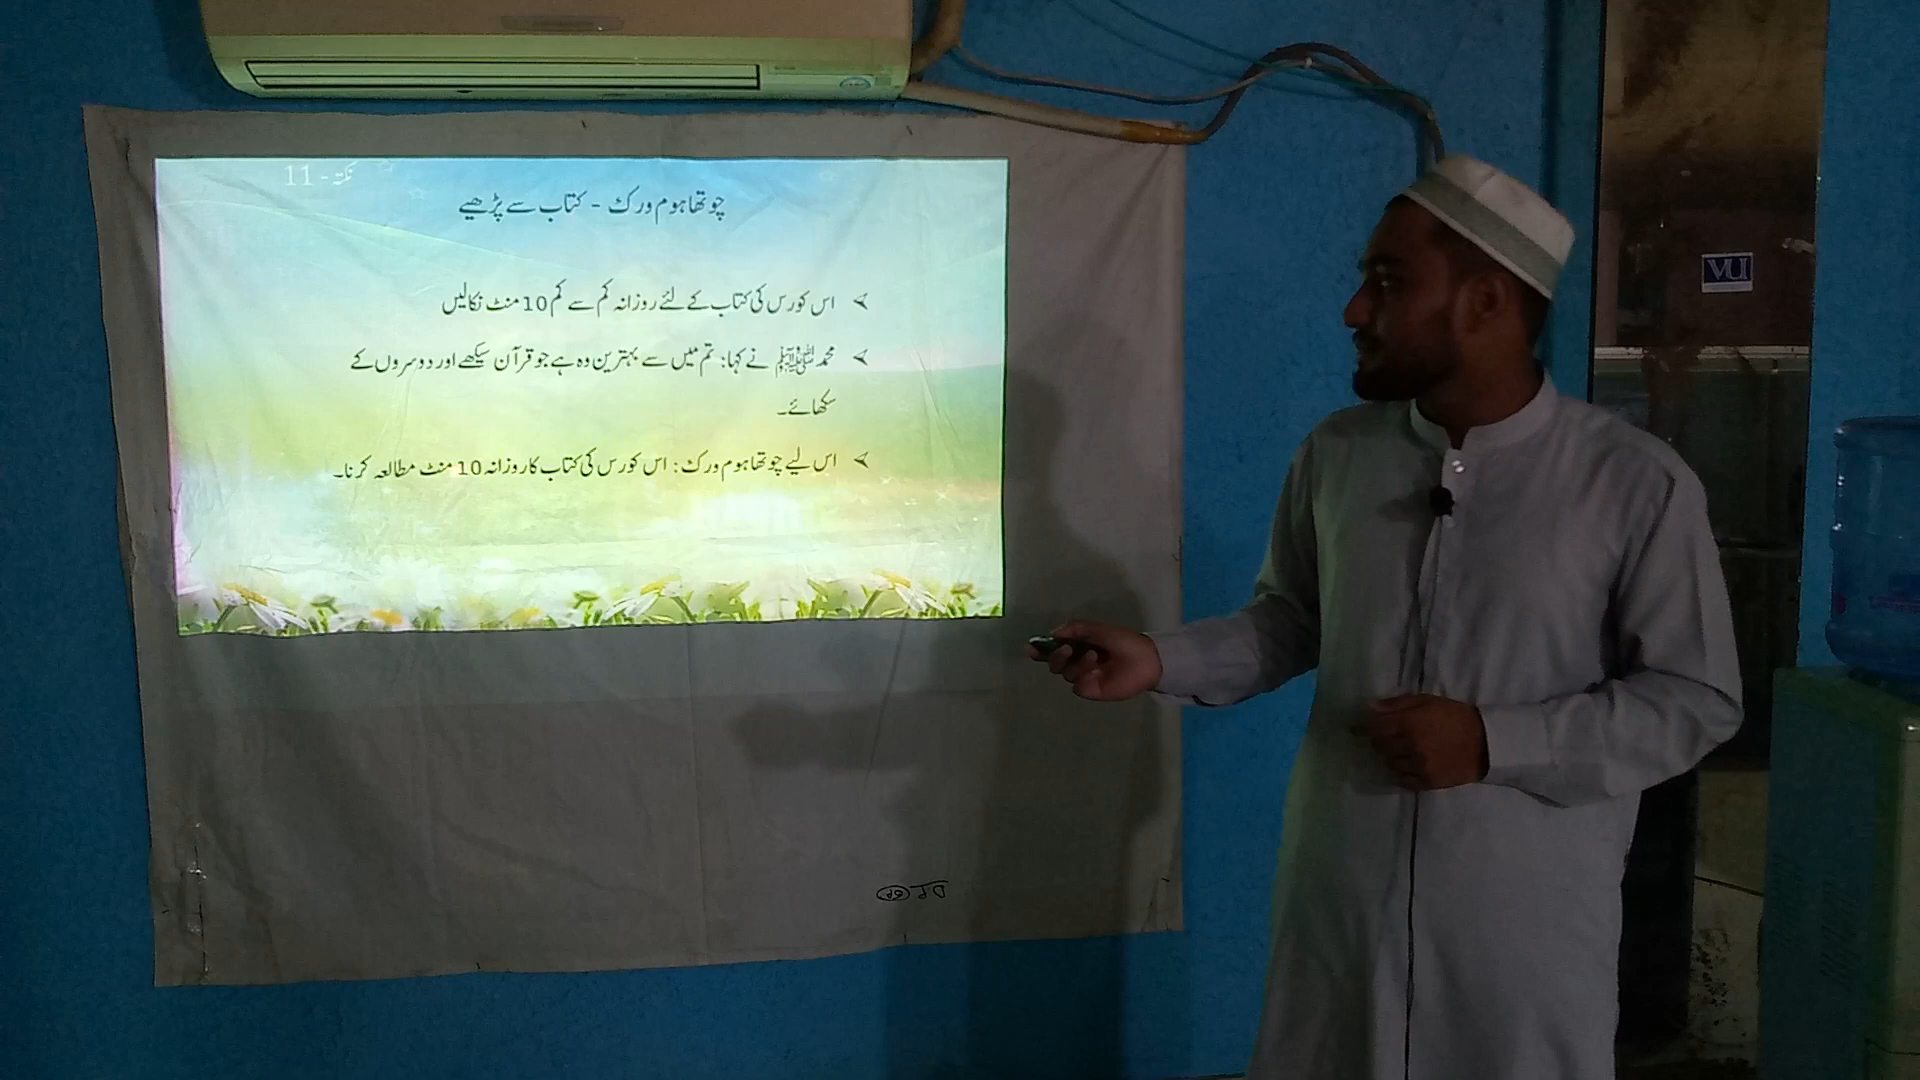 نکتہ - 11
چوتھا ہوم ورک - کتاب سے پڑھیے
اس کورس کی کتاب کے لئے روزانہ کم سے کم 10 منٹ نکالیں
محمد ﷺ نے کہا: تم میں سے بہترین وہ ہے جو قرآن سیکھے اور دوسروں کے
سکھائے۔
اس لیے چوتھا ہوم ورک: اس کورس کی کتاب کا روزانہ 10 منٹ مطالعہ کرنا۔
VU